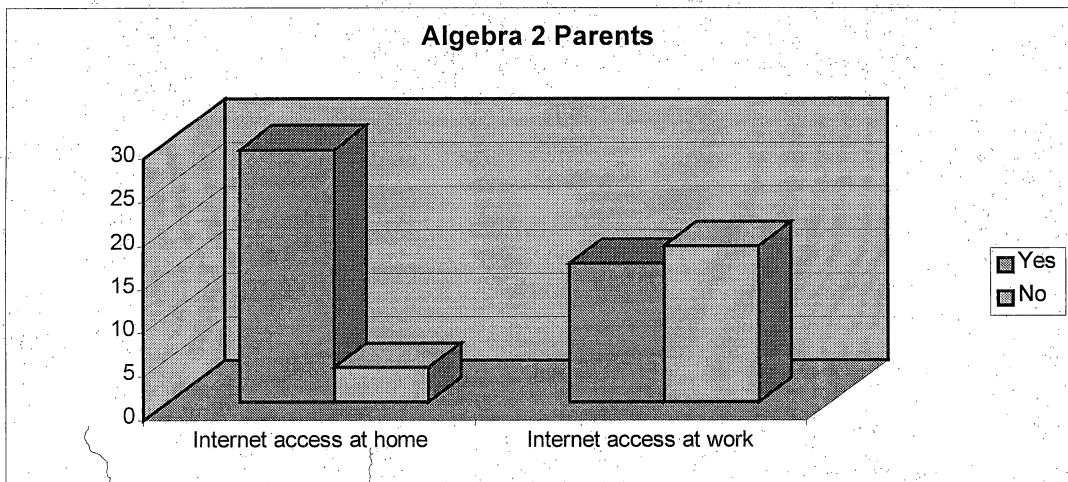 Algebra 2 Parents
30
25
20
15
10
5
0
Internet access at home
Internet access at work
Yes
No